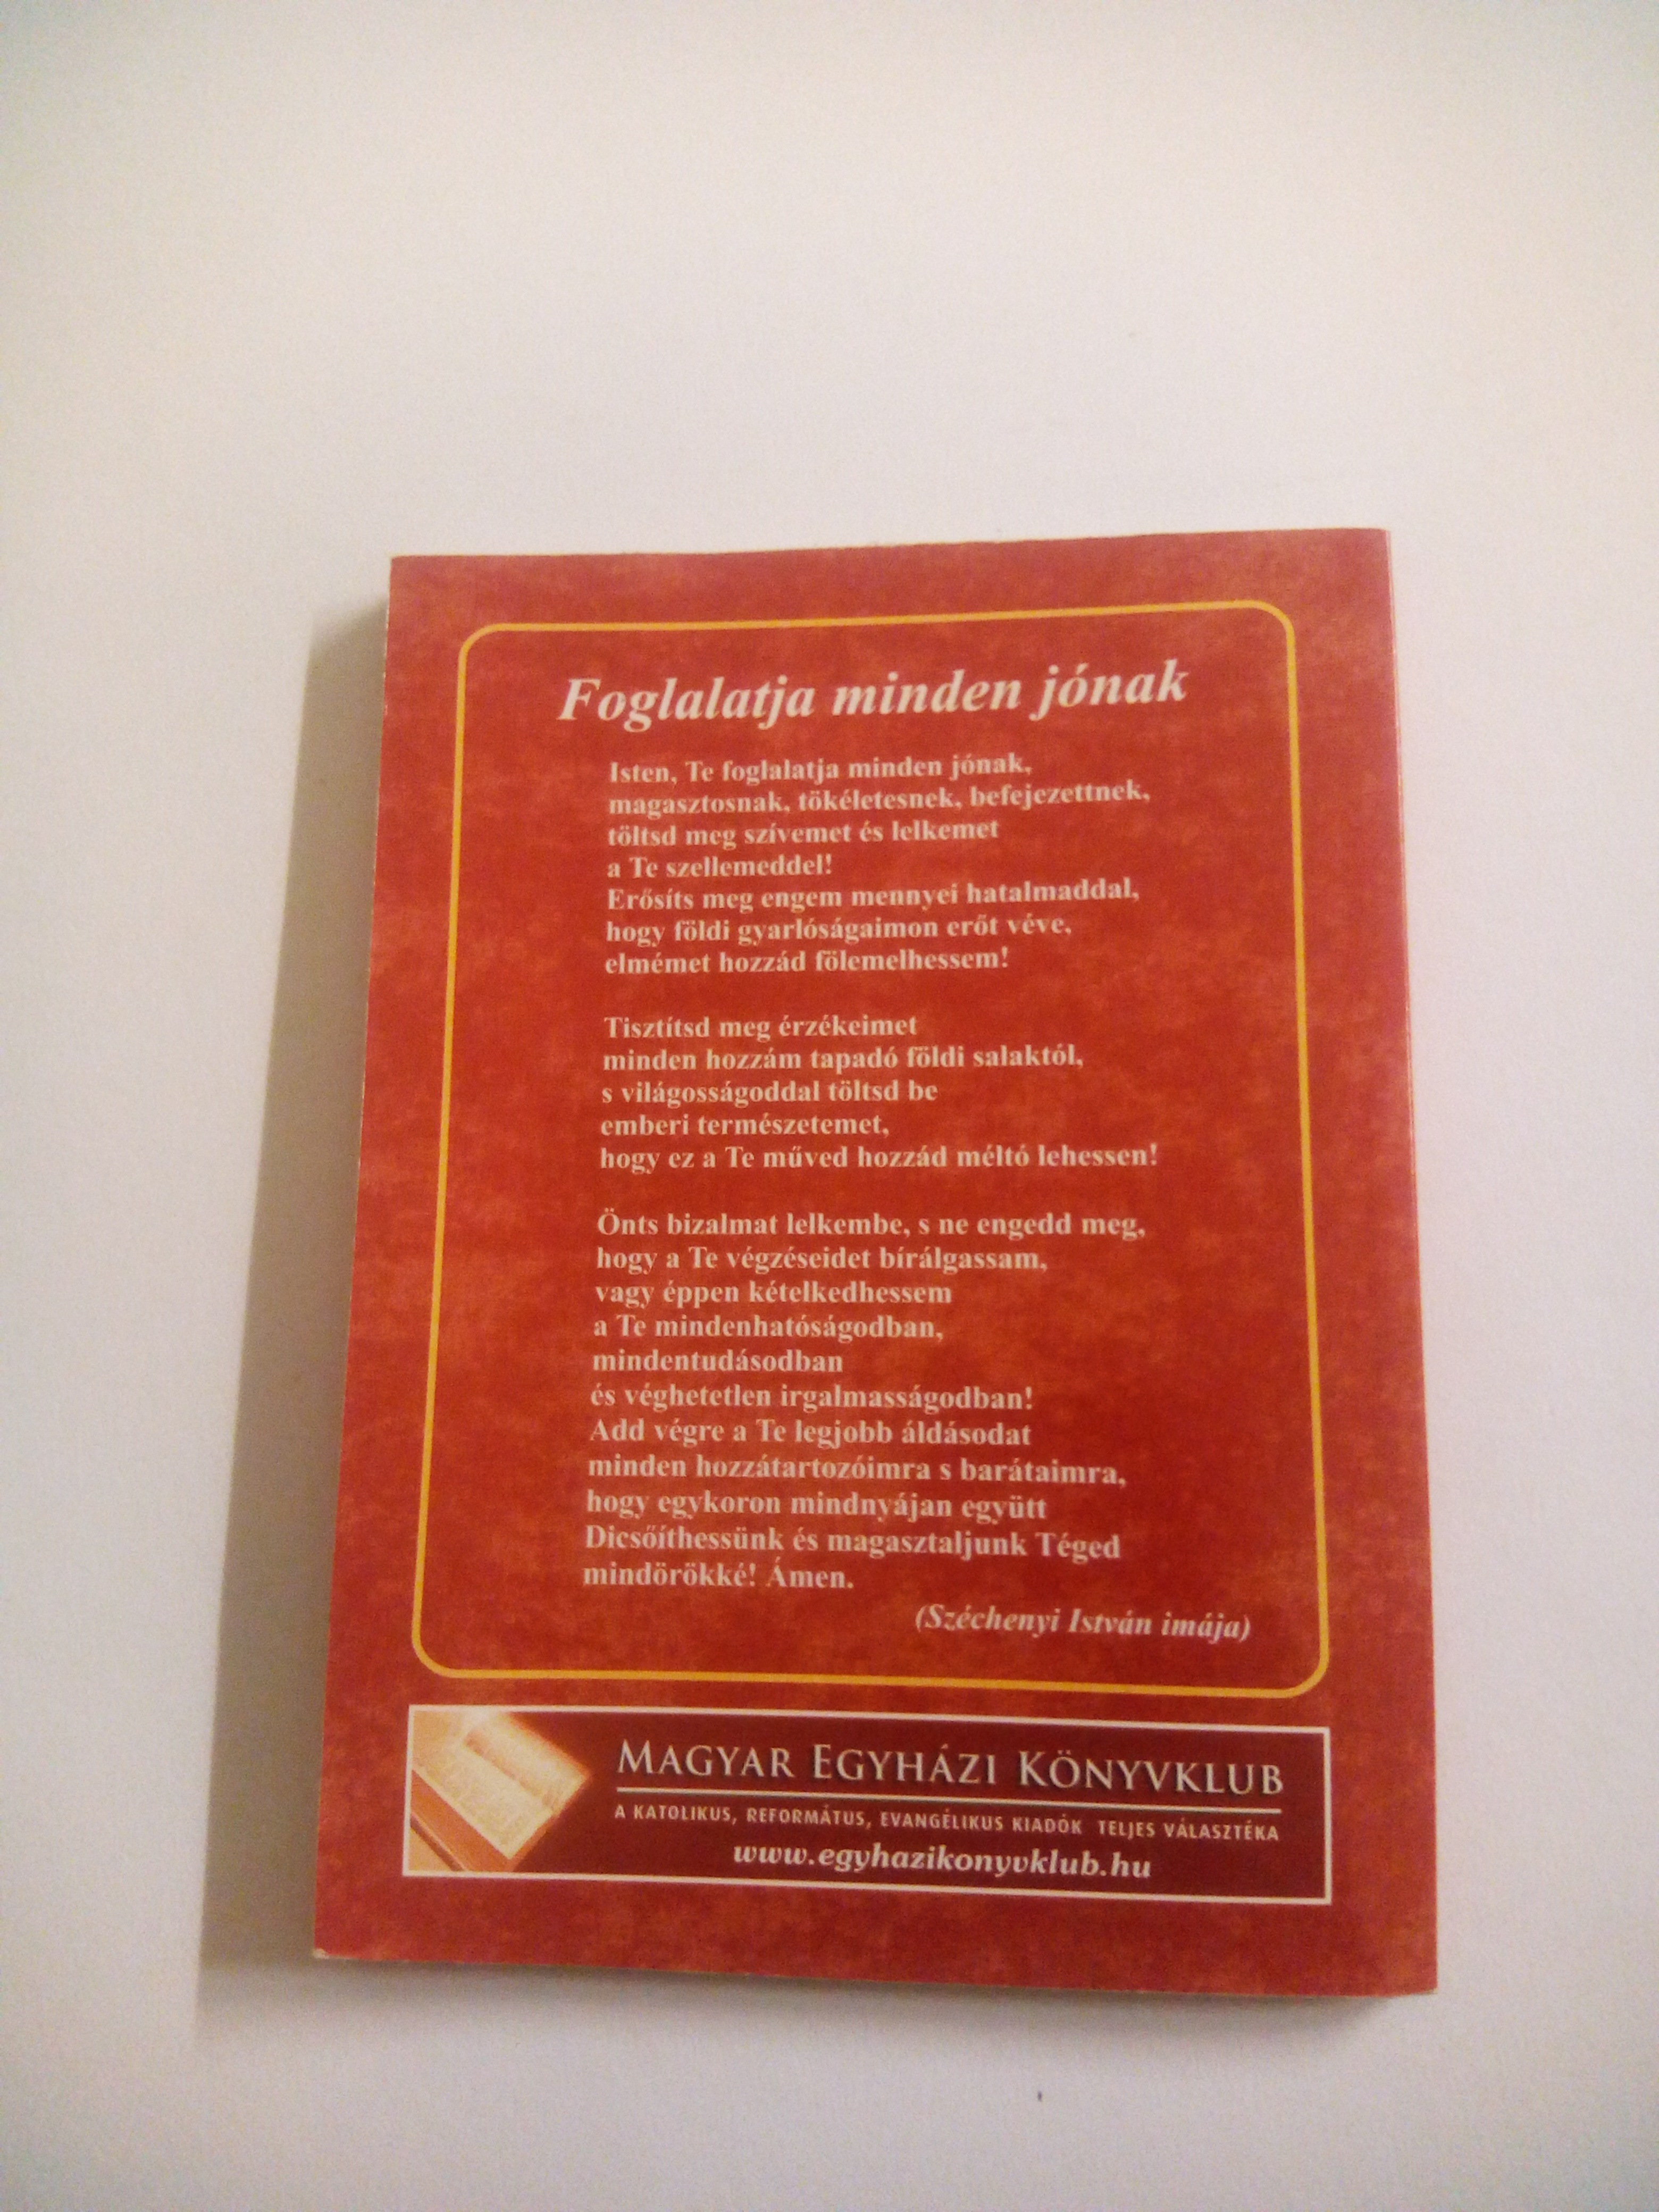 Foglalatja minden jónak
Isten, Te foglalatja minden jónak,
magasztosnak, tökéletesnek, befejezettnek,
töltsd meg szívemet és lelkemet
a Te szellemeddel!
Erősíts meg engem mennyei hatalmaddal,
hogy földi gyarlóságaimon erőt véve,
elmémet hozzád fölemelhessem!
Tisztítsd meg érzékeimet
minden hozzám tapadó földi salaktól,
s világosságoddal töltsd be
emberi természetemet,
hogy ez a Te műved hozzád méltó lehessen!
Önts bizalmat lelkembe, s ne engedd meg,
hogy a Te végzéseidet bírálgassam,
vagy éppen kételkedhessem
a Te mindenhatóságodban,
mindentudásodban
és véghetetlen irgalmasságodban!
Add végre a Te legjobb áldásodat
minden hozzátartozóimra s barátaimra,
hogy egykoron mindnyájan együtt
Dicsőíthessünk és magasztaljunk Téged
mindörökké! Ámen.
(Széchenyi István imája)
MAGYAR EGYHÁZI KÖNYVKLUB
A KATOLIKUS, REFORMÁTUS, EVANGÉLIKUS KIADÓK TELJES VÁLASZTÉKA
www.egyhazikonyvklub.hu